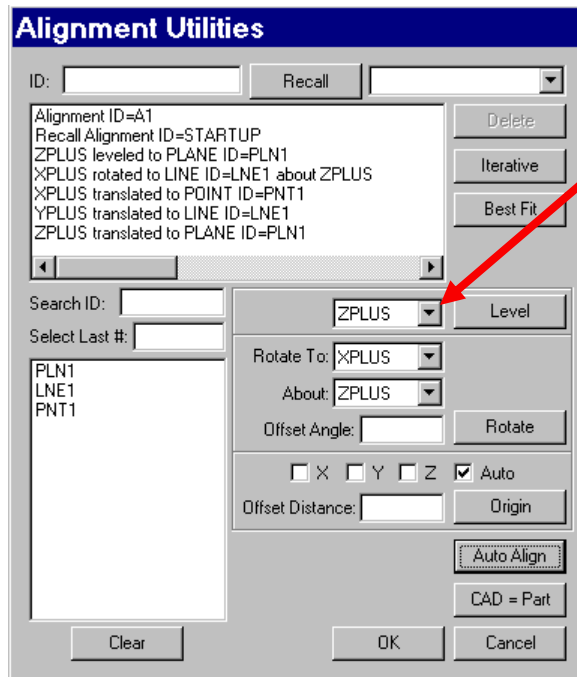 Alignment Utilities
ID: Recall
Alignment ID=A1
Recall Alignment ID=STARTUP
ZPLUS leveled to PLANE ID=PLN1
XPLUS rotated to LINE ID=LNE1 about ZPLUS
XPLUS translated to POINT ID=PNT1
YPLUS translated to LINE ID=LNE1
ZPLUS translated to PLANE ID=PLN1
Delete
Iterative
Best Fit
Search ID:
Select Last #:
PLN1
LNE1
PNT1
ZPLUS Level
Rotate To: XPLUS
About: ZPLUS
Offset Angle: Rotate
X Y Z Auto
Offset Distance: Origin
Auto Align
CAD = Part
Clear OK Cancel